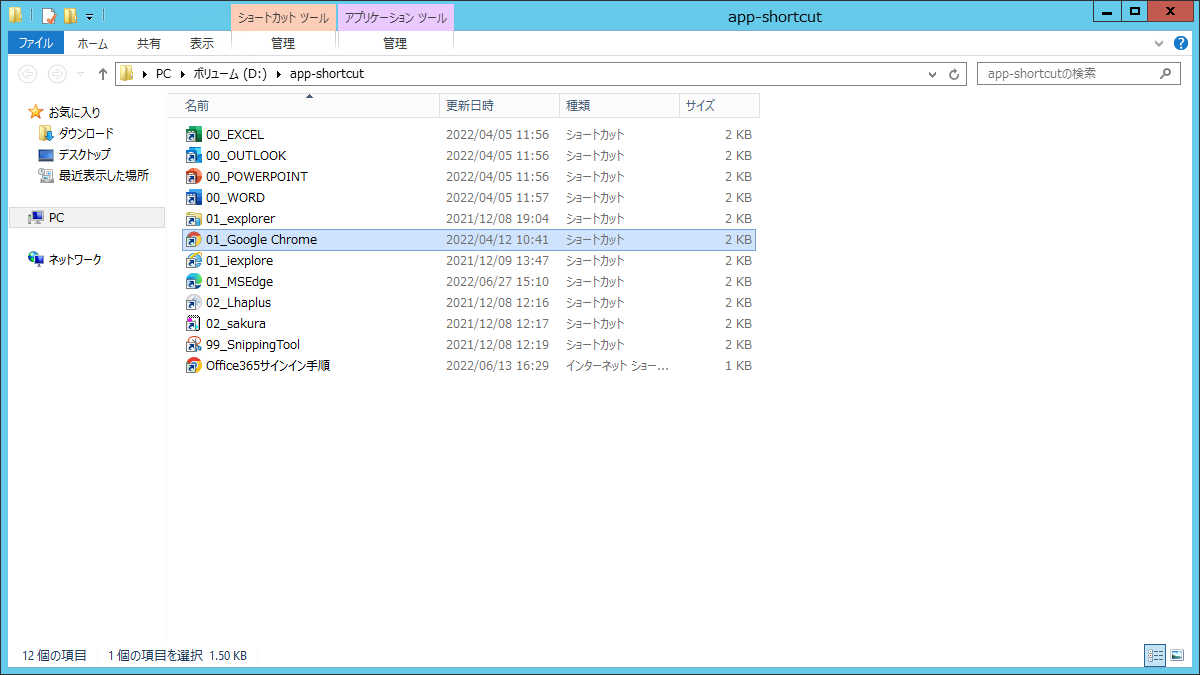 ショートカット ツール アプリケーション ツール app-shortcut
ファイル ホーム 共有 表示 管理 管理
PC ボリューム (D:) app-shortcut app-shortcutの検索
お気に入り
ダウンロード
デスクトップ
最近表示した場所
PC
ネットワーク
名前 更新日時 種類 サイズ
00_EXCEL 2022/04/05 11:56 ショートカット 2 KB
00_OUTLOOK 2022/04/05 11:56 ショートカット 2 KB
00_POWERPOINT 2022/04/05 11:56 ショートカット 2 KB
00_WORD 2022/04/05 11:57 ショートカット 2 KB
01_explorer 2021/12/08 19:04 ショートカット 2 KB
01_Google Chrome 2022/04/12 10:41 ショートカット 2 KB
01_iexplore 2021/12/09 13:47 ショートカット 2 KB
01_MSEdge 2022/06/27 15:10 ショートカット 2 KB
02_Lhaplus 2021/12/08 12:16 ショートカット 2 KB
02_sakura 2021/12/08 12:17 ショートカット 2 KB
99_SnippingTool 2021/12/08 12:19 ショートカット 2 KB
Office365サインイン手順 2022/06/13 16:29 インターネット ショー... 1 KB
12 個の項目 1 個の項目を選択 1.50 KB